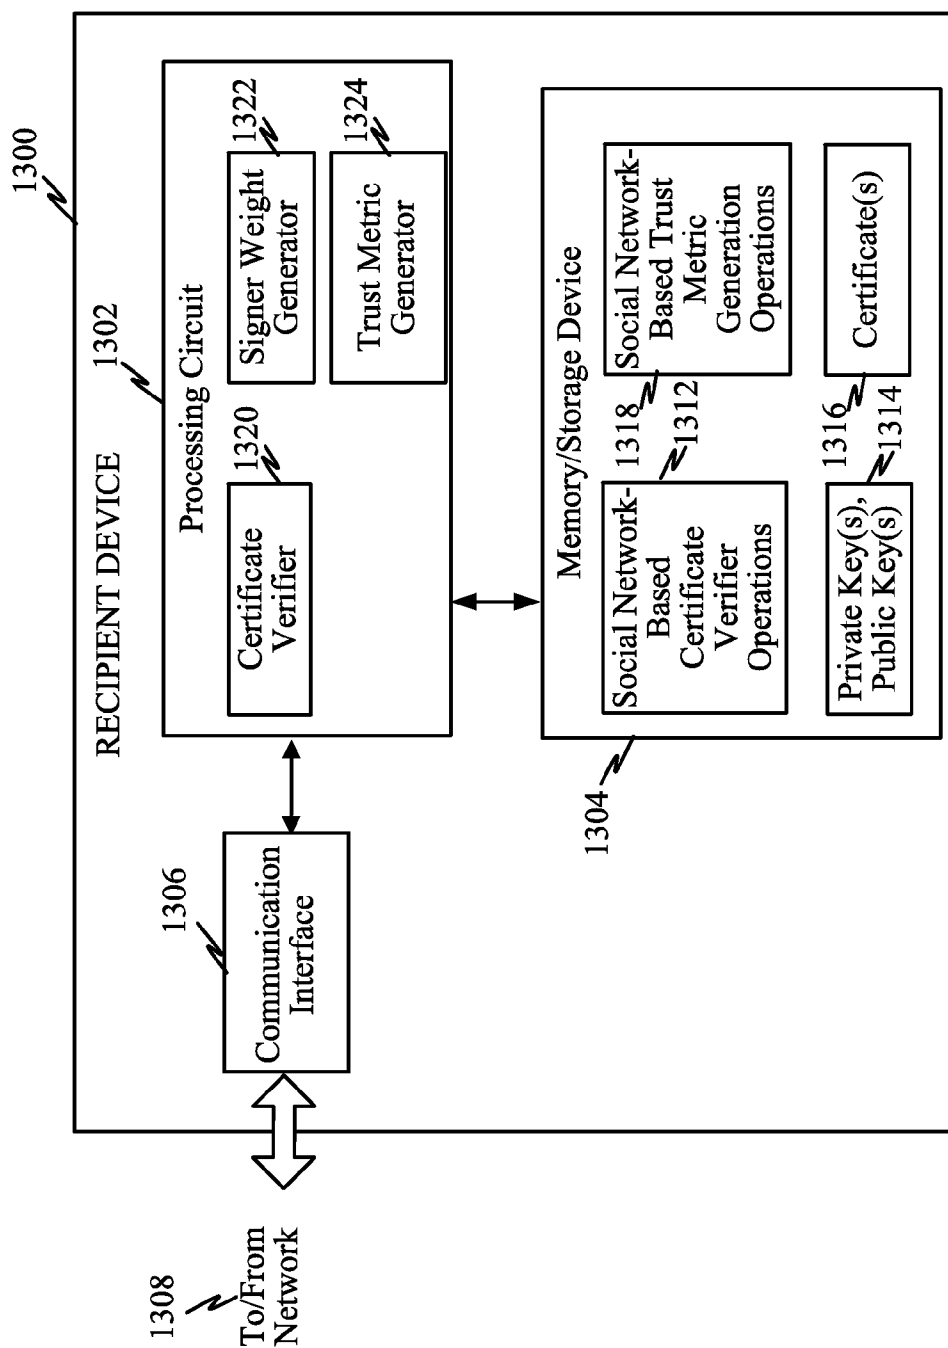 1300
RECIPIENT DEVICE
1302
Processing Circuit
1320
Certificate
Verifier
1322
Signer Weight
Generator
1324
Trust Metric
Generator
1306
Communication
Interface
1308
To/From
Network
1304
Memory/Storage Device
1312
Social Network-
Based
Certificate
Verifier
Operations
1318
Social Network-
Based Trust
Metric
Generation
Operations
1314
Private Key(s),
Public Key(s)
1316
Certificate(s)